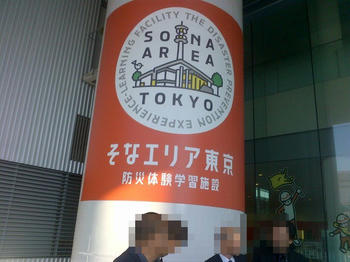 THE DISASTER PREVENTION EXPERIENCE-LEARNING FACILITY
SONA
AREA
TOKYO
そなエリア東京
防災体験学習施設